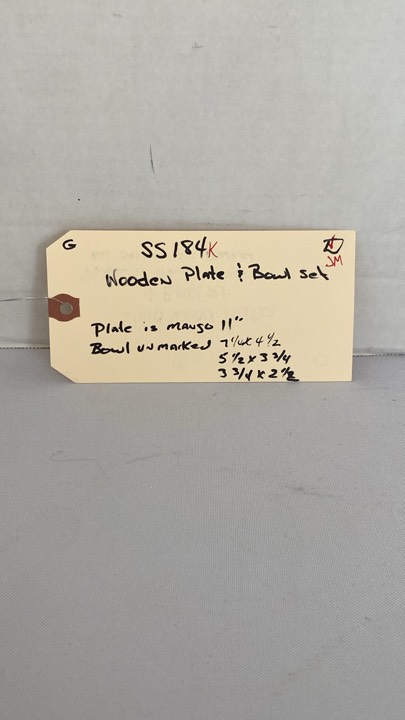 G SS184K
JM
Wooden Plate & Bowl set
Plate is mango 11"
Bowl unmarked 7 1/4 x 4 1/2
5 1/2 x 3 3/4
3 3/4 x 2 1/2